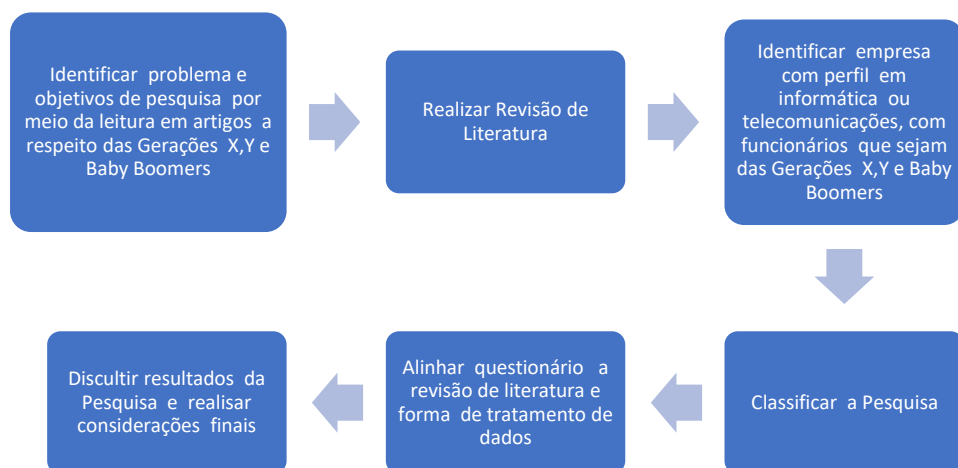 Identificar problema e
objetivos de pesquisa por
meio da leitura em artigos a
respeito das Gerações X,Y e
Baby Boomers
Realizar Revisão de
Literatura
Identificar empresa
com perfil em
informática ou
telecomunicações, com
funcionários que sejam
das Gerações X,Y e Baby
Boomers
Classificar a Pesquisa
Alinhar questionário a
revisão de literatura e
forma de tratamento de
dados
Discultir resultados da
Pesquisa e realisar
considerações finais